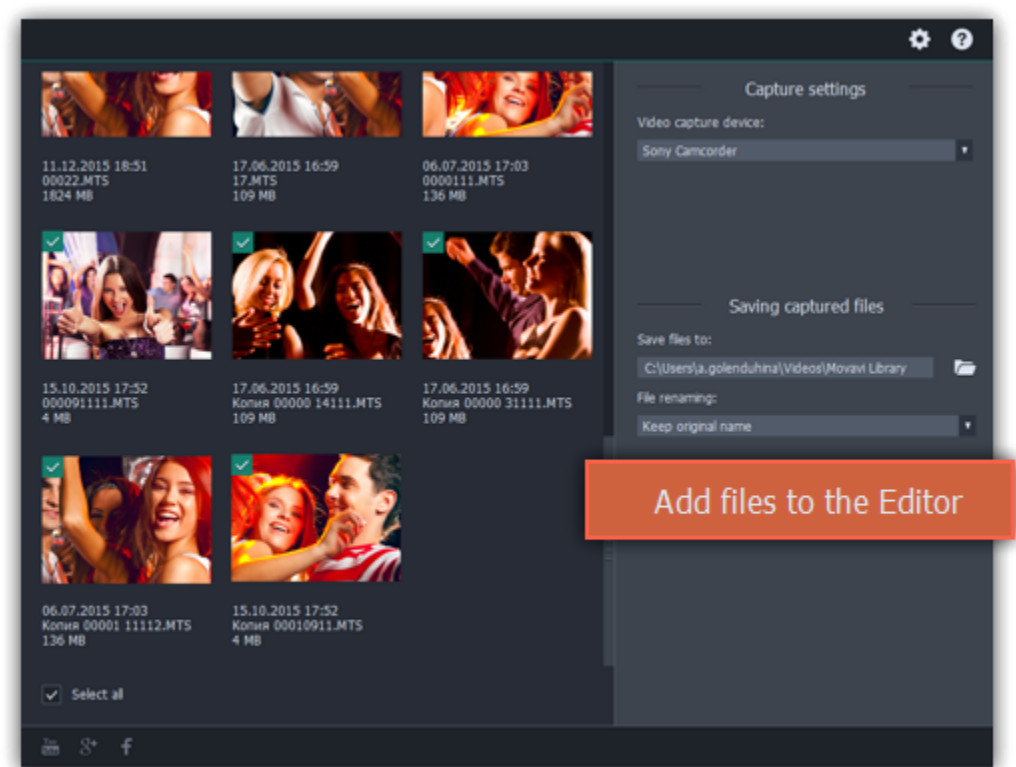 11.12.2015 18:51
00022.MTS
1824 MB
17.06.2015 16:59
17.MTS
109 MB
06.07.2015 17:03
0000111.MTS
136 MB
15.10.2015 17:52
000091111.MTS
4 MB
17.06.2015 16:59
Копия 00000 14111.MTS
109 MB
17.06.2015 16:59
Копия 00000 31111.MTS
109 MB
06.07.2015 17:03
Копия 00001 11112.MTS
136 MB
15.10.2015 17:52
Копия 00010911.MTS
4 MB
Select all
Capture settings
Video capture device:
Sony Camcorder
Saving captured files
Save files to:
C:\Users\a.golenduhina\Videos\Movavi Library
File renaming:
Keep original name
Add files to the Editor
You Tube
g+
f